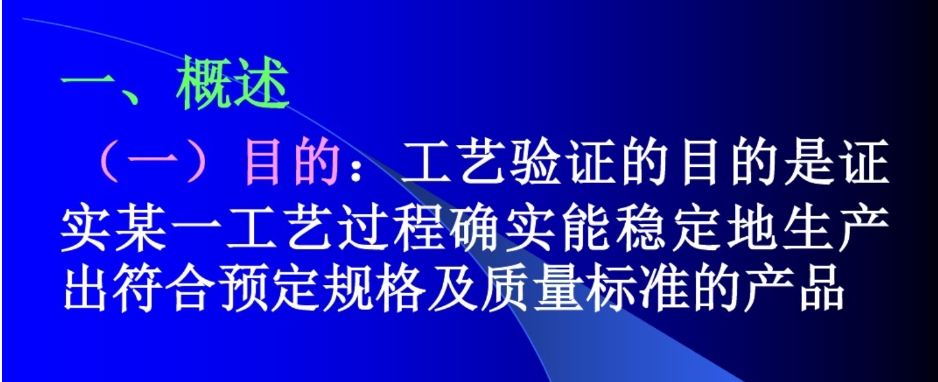 一、概述
（一）目的：工艺验证的目的是证
实某一工艺过程确实能稳定地生产
出符合预定规格及质量标准的产品